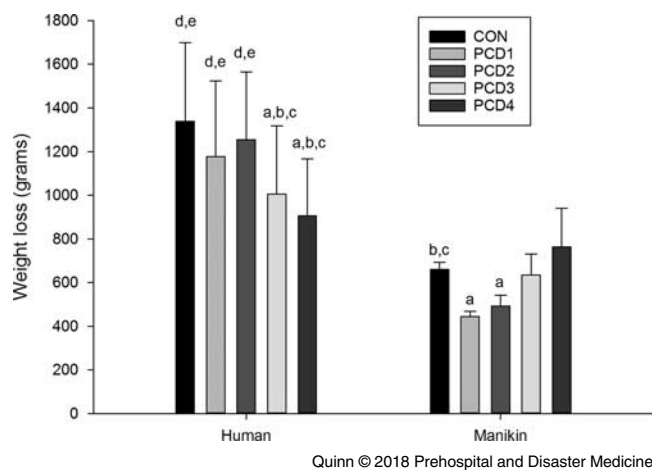 Weight loss (grams)
1800
1600
1400
1200
1000
800
600
400
200
0
d,e
d,e
d,e
a,b,c
a,b,c
b,c
a
a
CON
PCD1
PCD2
PCD3
PCD4
Human
Manikin
Quinn © 2018 Prehospital and Disaster Medicine